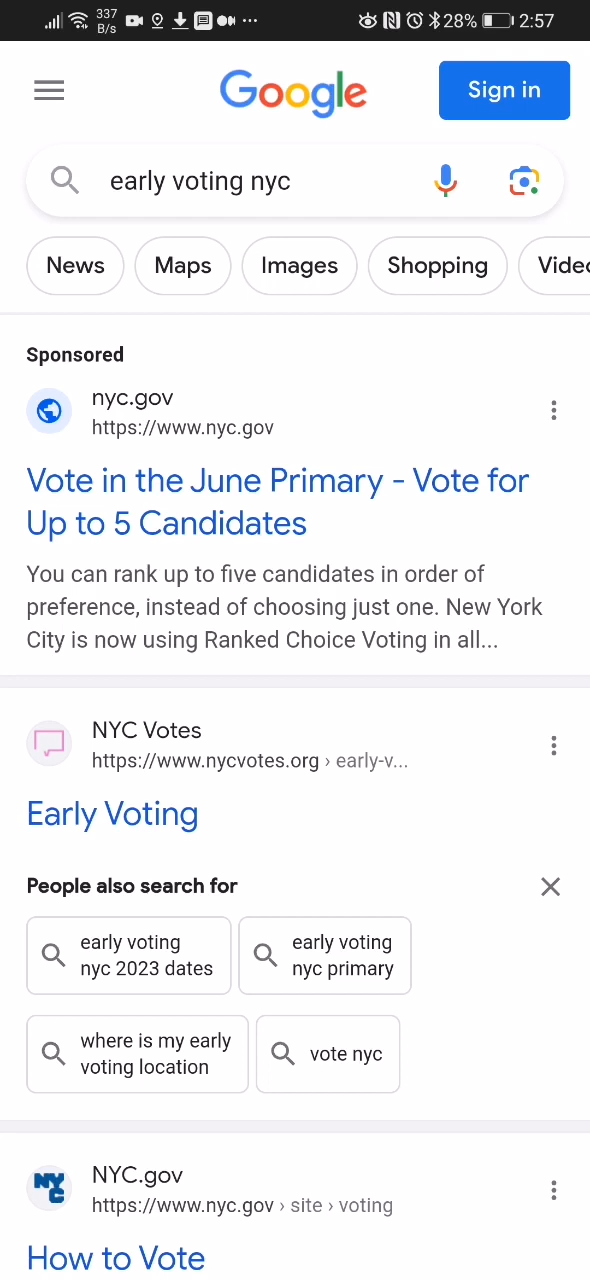 337 B/s 28% 2:57
Google
Sign in
early voting nyc
News Maps Images Shopping
Sponsored
nyc.gov
https://www.nyc.gov
Vote in the June Primary - Vote for
Up to 5 Candidates
You can rank up to five candidates in order of
preference, instead of choosing just one. New York
City is now using Ranked Choice Voting in all...
NYC Votes
https://www.nycvotes.org › early-v...
Early Voting
People also search for
early voting
nyc 2023 dates
early voting
nyc primary
where is my early
voting location
vote nyc
NYC
NYC.gov
https://www.nyc.gov › site › voting
How to Vote